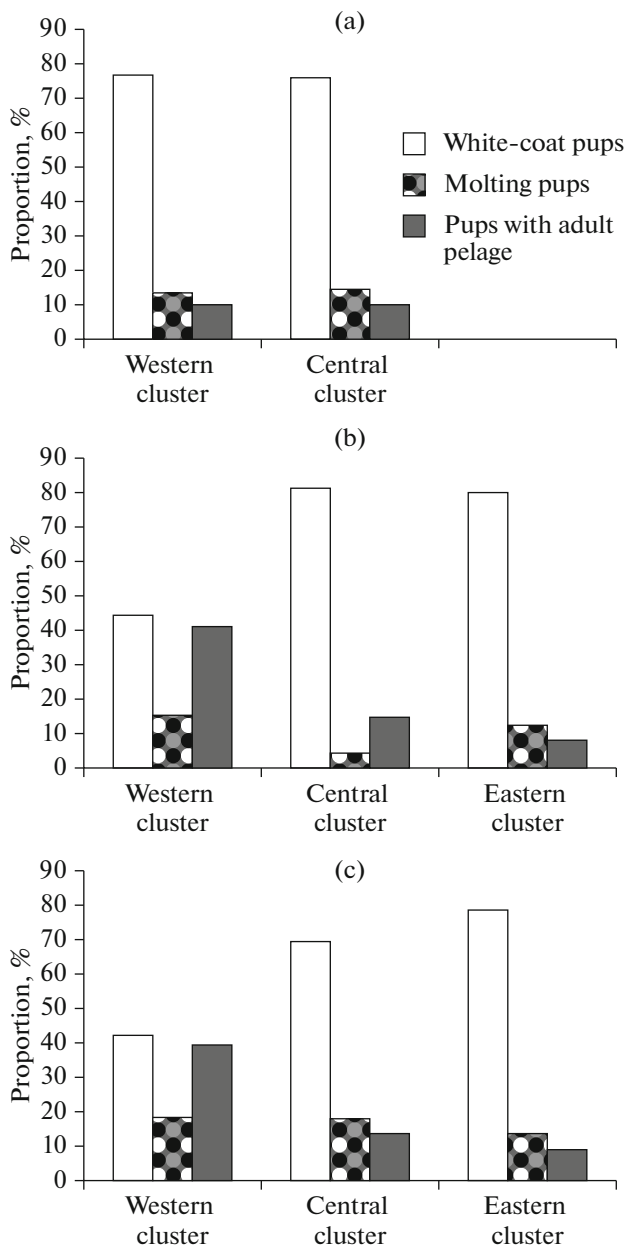 (a)
90
80
70
60
50
40
30
20
10
0
Proportion, %
White-coat pups
Molting pups
Pups with adult
pelage
Western
cluster
Central
cluster
(b)
90
80
70
60
50
40
30
20
10
0
Proportion, %
Western
cluster
Central
cluster
Eastern
cluster
(c)
90
80
70
60
50
40
30
20
10
0
Proportion, %
Western
cluster
Central
cluster
Eastern
cluster